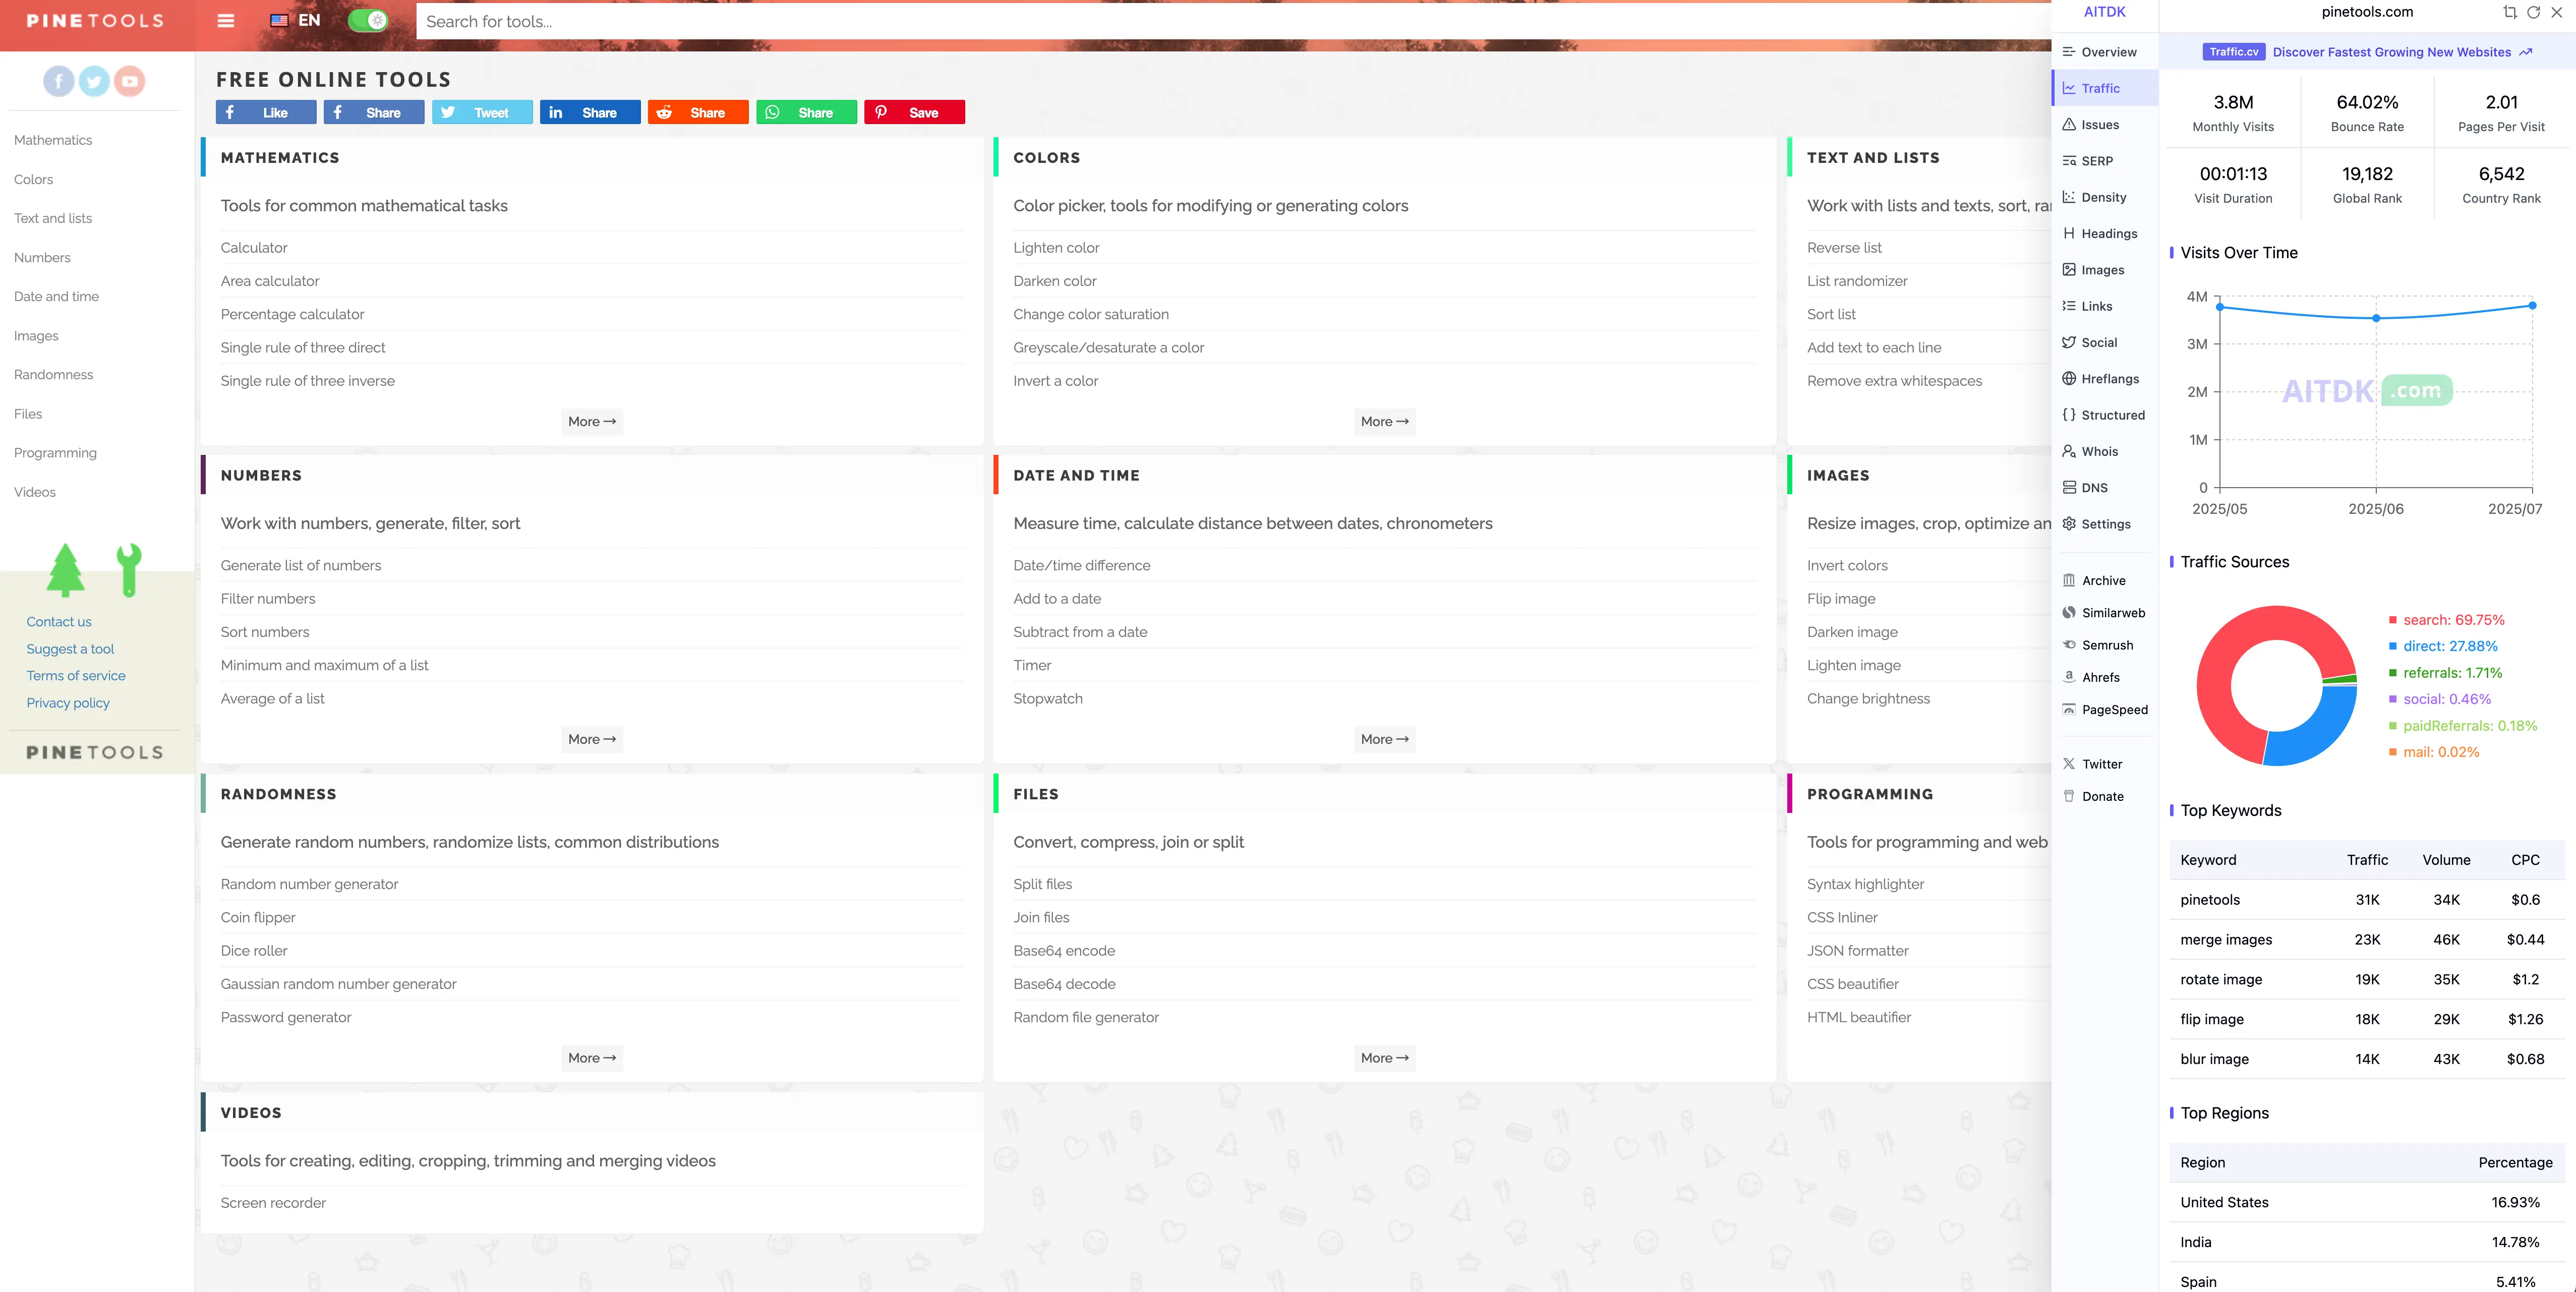 PINETOOLS
EN
Search for tools...
Mathematics
Colors
Text and lists
Numbers
Date and time
Images
Randomness
Files
Programming
Videos
Contact us
Suggest a tool
Terms of service
Privacy policy
PINETOOLS
FREE ONLINE TOOLS
Like
Share
Tweet
Share
Share
Share
Save
MATHEMATICS
Tools for common mathematical tasks
Calculator
Area calculator
Percentage calculator
Single rule of three direct
Single rule of three inverse
More →
COLORS
Color picker, tools for modifying or generating colors
Lighten color
Darken color
Change color saturation
Greyscale/desaturate a color
Invert a color
More →
TEXT AND LISTS
Work with lists and texts, sort, rar
Reverse list
List randomizer
Sort list
Add text to each line
Remove extra whitespaces
NUMBERS
Work with numbers, generate, filter, sort
Generate list of numbers
Filter numbers
Sort numbers
Minimum and maximum of a list
Average of a list
More →
DATE AND TIME
Measure time, calculate distance between dates, chronometers
Date/time difference
Add to a date
Subtract from a date
Timer
Stopwatch
More →
IMAGES
Resize images, crop, optimize an
Invert colors
Flip image
Darken image
Lighten image
Change brightness
RANDOMNESS
Generate random numbers, randomize lists, common distributions
Random number generator
Coin flipper
Dice roller
Gaussian random number generator
Password generator
More →
FILES
Convert, compress, join or split
Split files
Join files
Base64 encode
Base64 decode
Random file generator
More →
PROGRAMMING
Tools for programming and web
Syntax highlighter
CSS Inliner
JSON formatter
CSS beautifier
HTML beautifier
VIDEOS
Tools for creating, editing, cropping, trimming and merging videos
Screen recorder
AITDK
Overview
Traffic
Issues
SERP
Density
Headings
Images
Links
Social
Hreflangs
Structured
Whois
DNS
Settings
Archive
Similarweb
Semrush
Ahrefs
PageSpeed
Twitter
Donate
pinetools.com
Traffic.cv Discover Fastest Growing New Websites
3.8M
Monthly Visits
64.02%
Bounce Rate
2.01
Pages Per Visit
00:01:13
Visit Duration
19,182
Global Rank
6,542
Country Rank
Visits Over Time
4M
3M
2M
1M
0
2025/05 2025/06 2025/07
AITDK .com
Traffic Sources
search: 69.75%
direct: 27.88%
referrals: 1.71%
social: 0.46%
paidReferrals: 0.18%
mail: 0.02%
Top Keywords
Keyword Traffic Volume CPC
pinetools 31K 34K $0.6
merge images 23K 46K $0.44
rotate image 19K 35K $1.2
flip image 18K 29K $1.26
blur image 14K 43K $0.68
Top Regions
Region Percentage
United States 16.93%
India 14.78%
Spain 5.41%